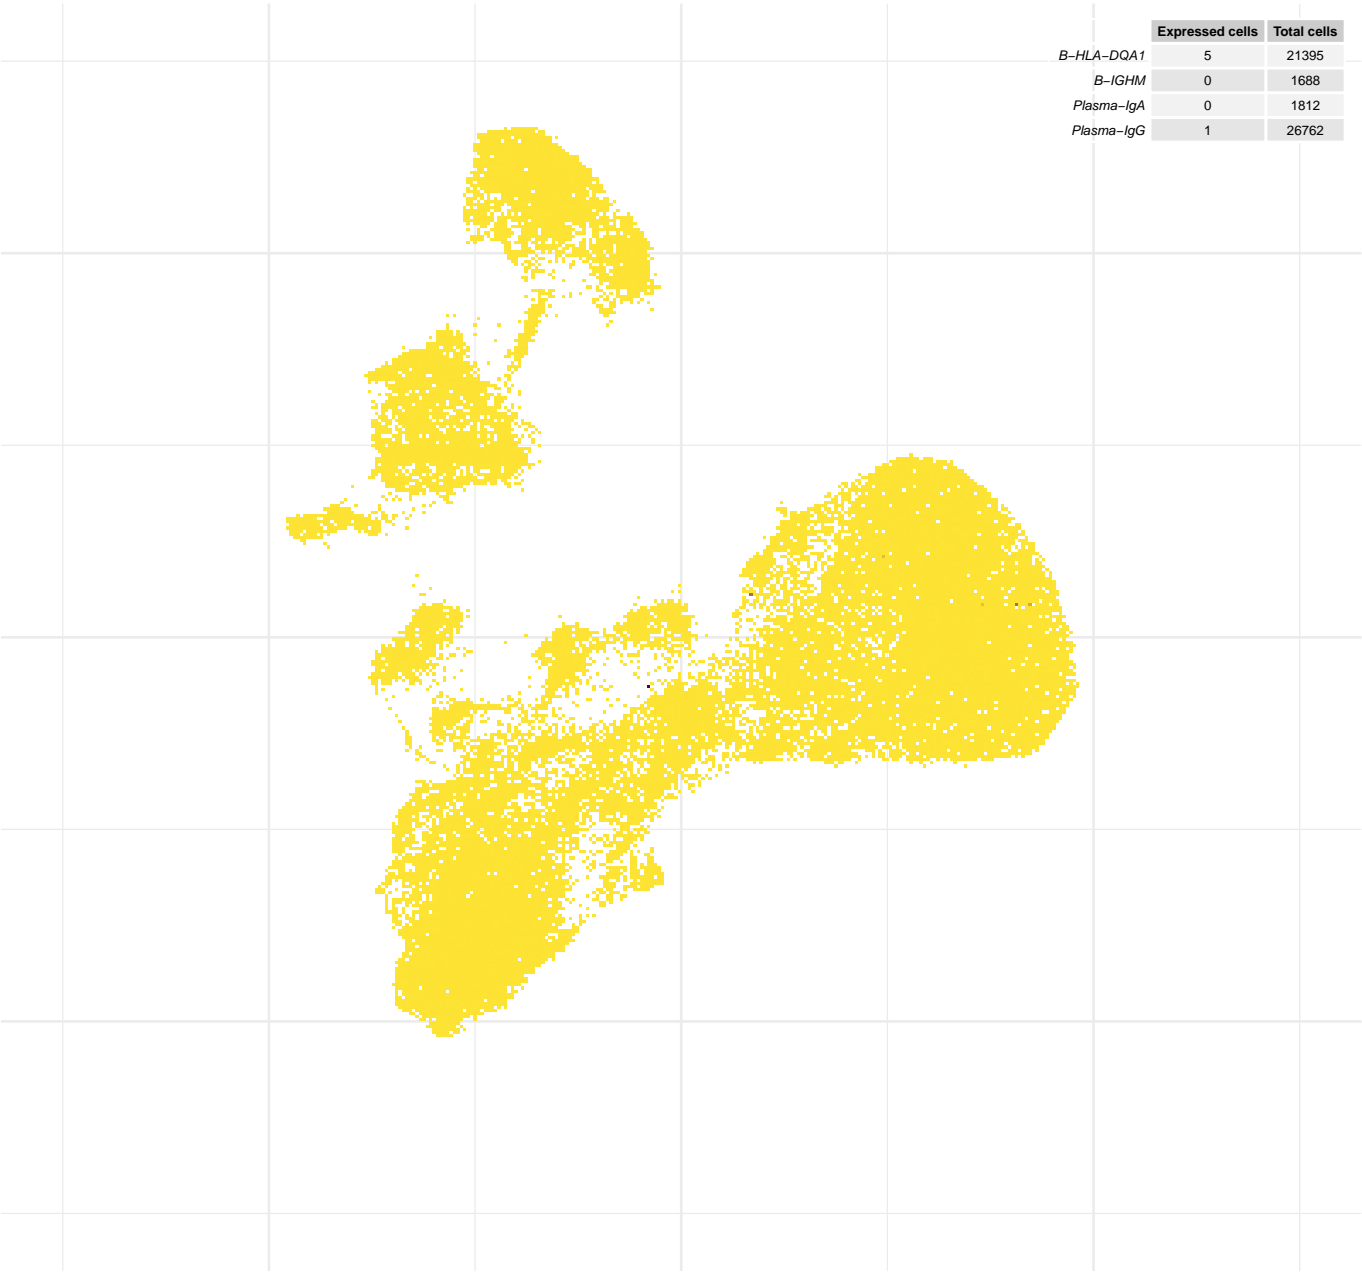 Expressed cells Total cells
B−HLA−DQA1 5 21395
B−IGHM 0 1688
Plasma−IgA 0 1812
Plasma−IgG 1 26762